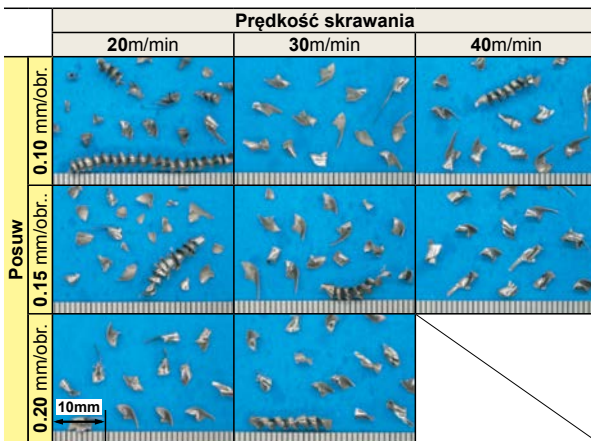 Prędkość skrawania
20m/min 30m/min 40m/min
Posuw
0.10 mm/obr.
0.15 mm/obr..
0.20 mm/obr.
10mm